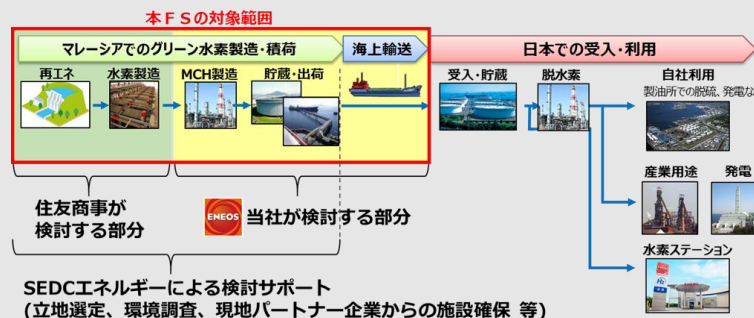 本FSの対象範囲
マレーシアでのグリーン水素製造・積荷
海上輸送
日本での受入・利用
再エネ
水素製造
MCH製造
貯蔵・出荷
受入・貯蔵
脱水素
自社利用
製油所での脱硫、発電な
産業用途
発電
水素ステーション
住友商事が
検討する部分
ENEOS
当社が検討する部分
SEDCエネルギーによる検討サポート
(立地選定、環境調査、現地パートナー企業からの施設確保 等)